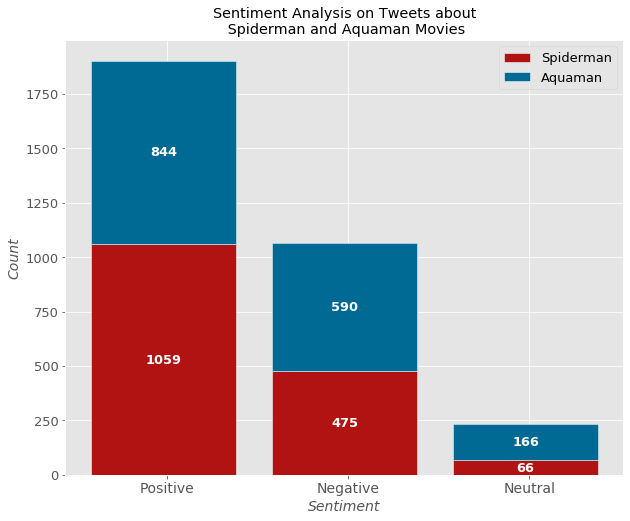 Sentiment Analysis on Tweets about
Spiderman and Aquaman Movies
Spiderman
Aquaman
Count
1750
1500
1250
1000
750
500
250
0
844
1059
590
475
166
66
Positive
Negative
Neutral
Sentiment